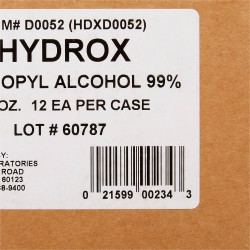 M# D0052 (HDXD0052)
HYDROX
OPYL ALCOHOL 99%
OZ. 12 EA PER CASE
LOT # 60787
Y:
RATORIES
ROAD
60123
8-9400
0 21599 00234 3